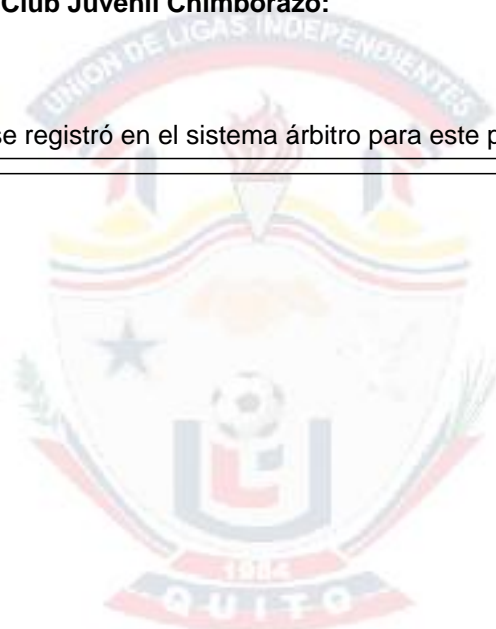 Club Juvenil Chimborazo:
UNION DE LIGAS INDEPENDIENTES
se registró en el sistema árbitro para este p
1984
QUITO